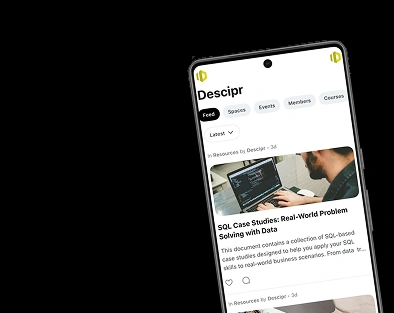 Descipr
Feed Spaces Events Members Courses
Latest
in Resources by Descipr • 3d
SQL Case Studies: Real-World Problem
Solving with Data
This document contains a collection of SQL-based
case studies designed to help you apply your SQL
skills to real-world business scenarios. From data tr...
in Resources by Descipr • 3d